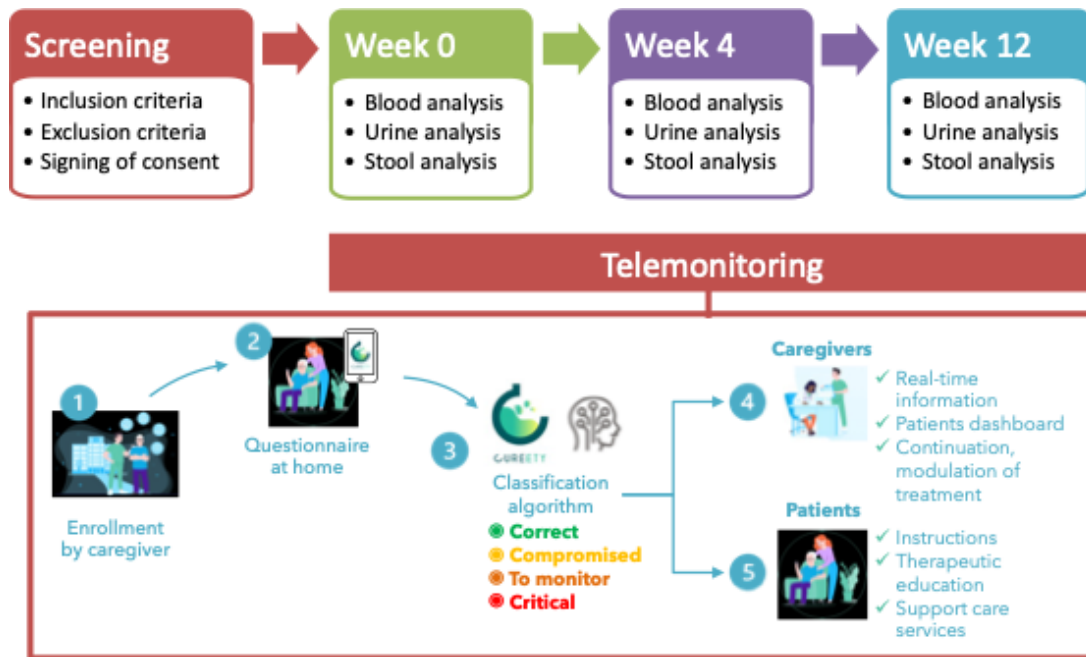 Screening
• Inclusion criteria
• Exclusion criteria
• Signing of consent
Week 0
• Blood analysis
• Urine analysis
• Stool analysis
Week 4
• Blood analysis
• Urine analysis
• Stool analysis
Week 12
• Blood analysis
• Urine analysis
• Stool analysis
Telemonitoring
1
Enrollment
by caregiver
2
Questionnaire
at home
3
CUREETY
Classification
algorithm
Correct
Compromised
To monitor
Critical
4
Caregivers
✓ Real-time
information
✓ Patients dashboard
✓ Continuation,
modulation of
treatment
5
Patients
✓ Instructions
✓ Therapeutic
education
✓ Support care
services